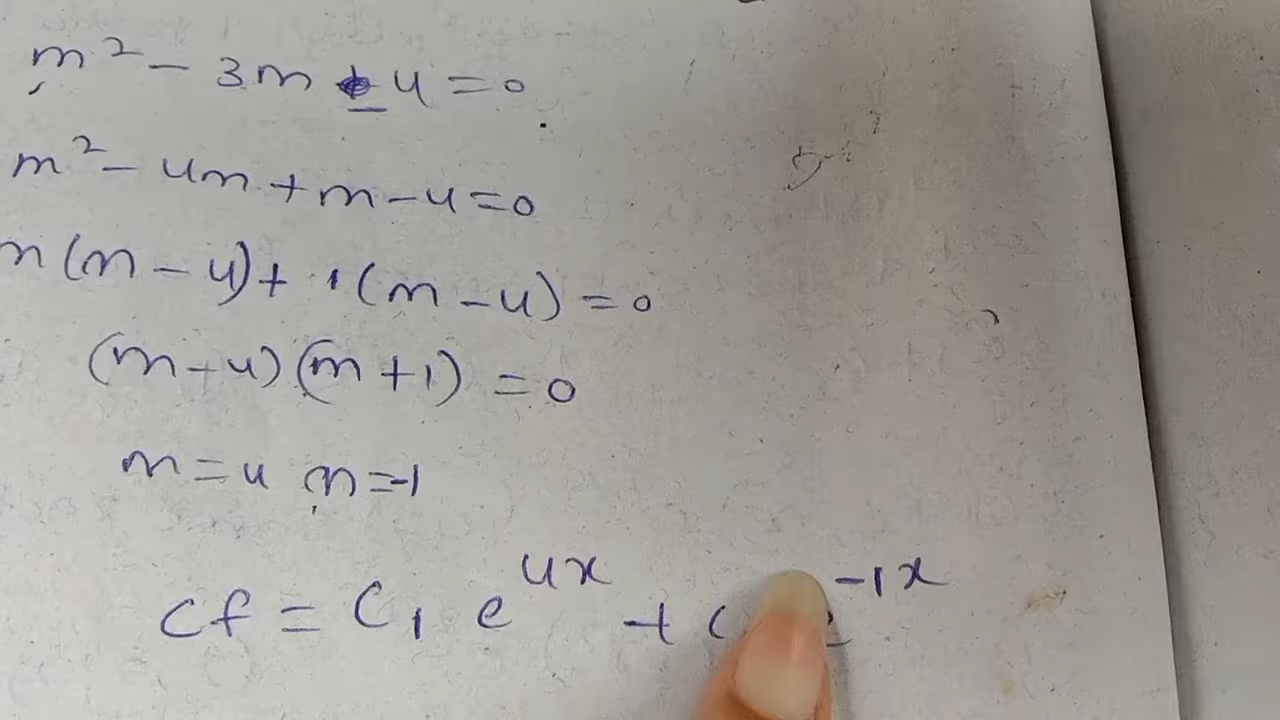 m² - 3m - 4 = 0
m² - 4m + m - 4 = 0
m(m - 4) + 1(m - 4) = 0
(m - 4)(m + 1) = 0
m = 4 m = -1
Cf = C₁ e⁴ˣ + C e⁻¹ˣ